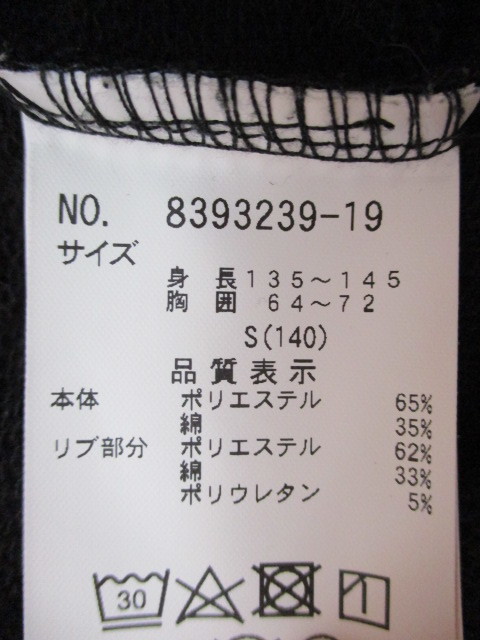 NO. 8393239-19
サイズ
身 長 135〜145
胸 囲 64〜72
S(140)
品質表示
本体 ポリエステル 65%
綿 35%
リブ部分 ポリエステル 62%
綿 33%
ポリウレタン 5%
30